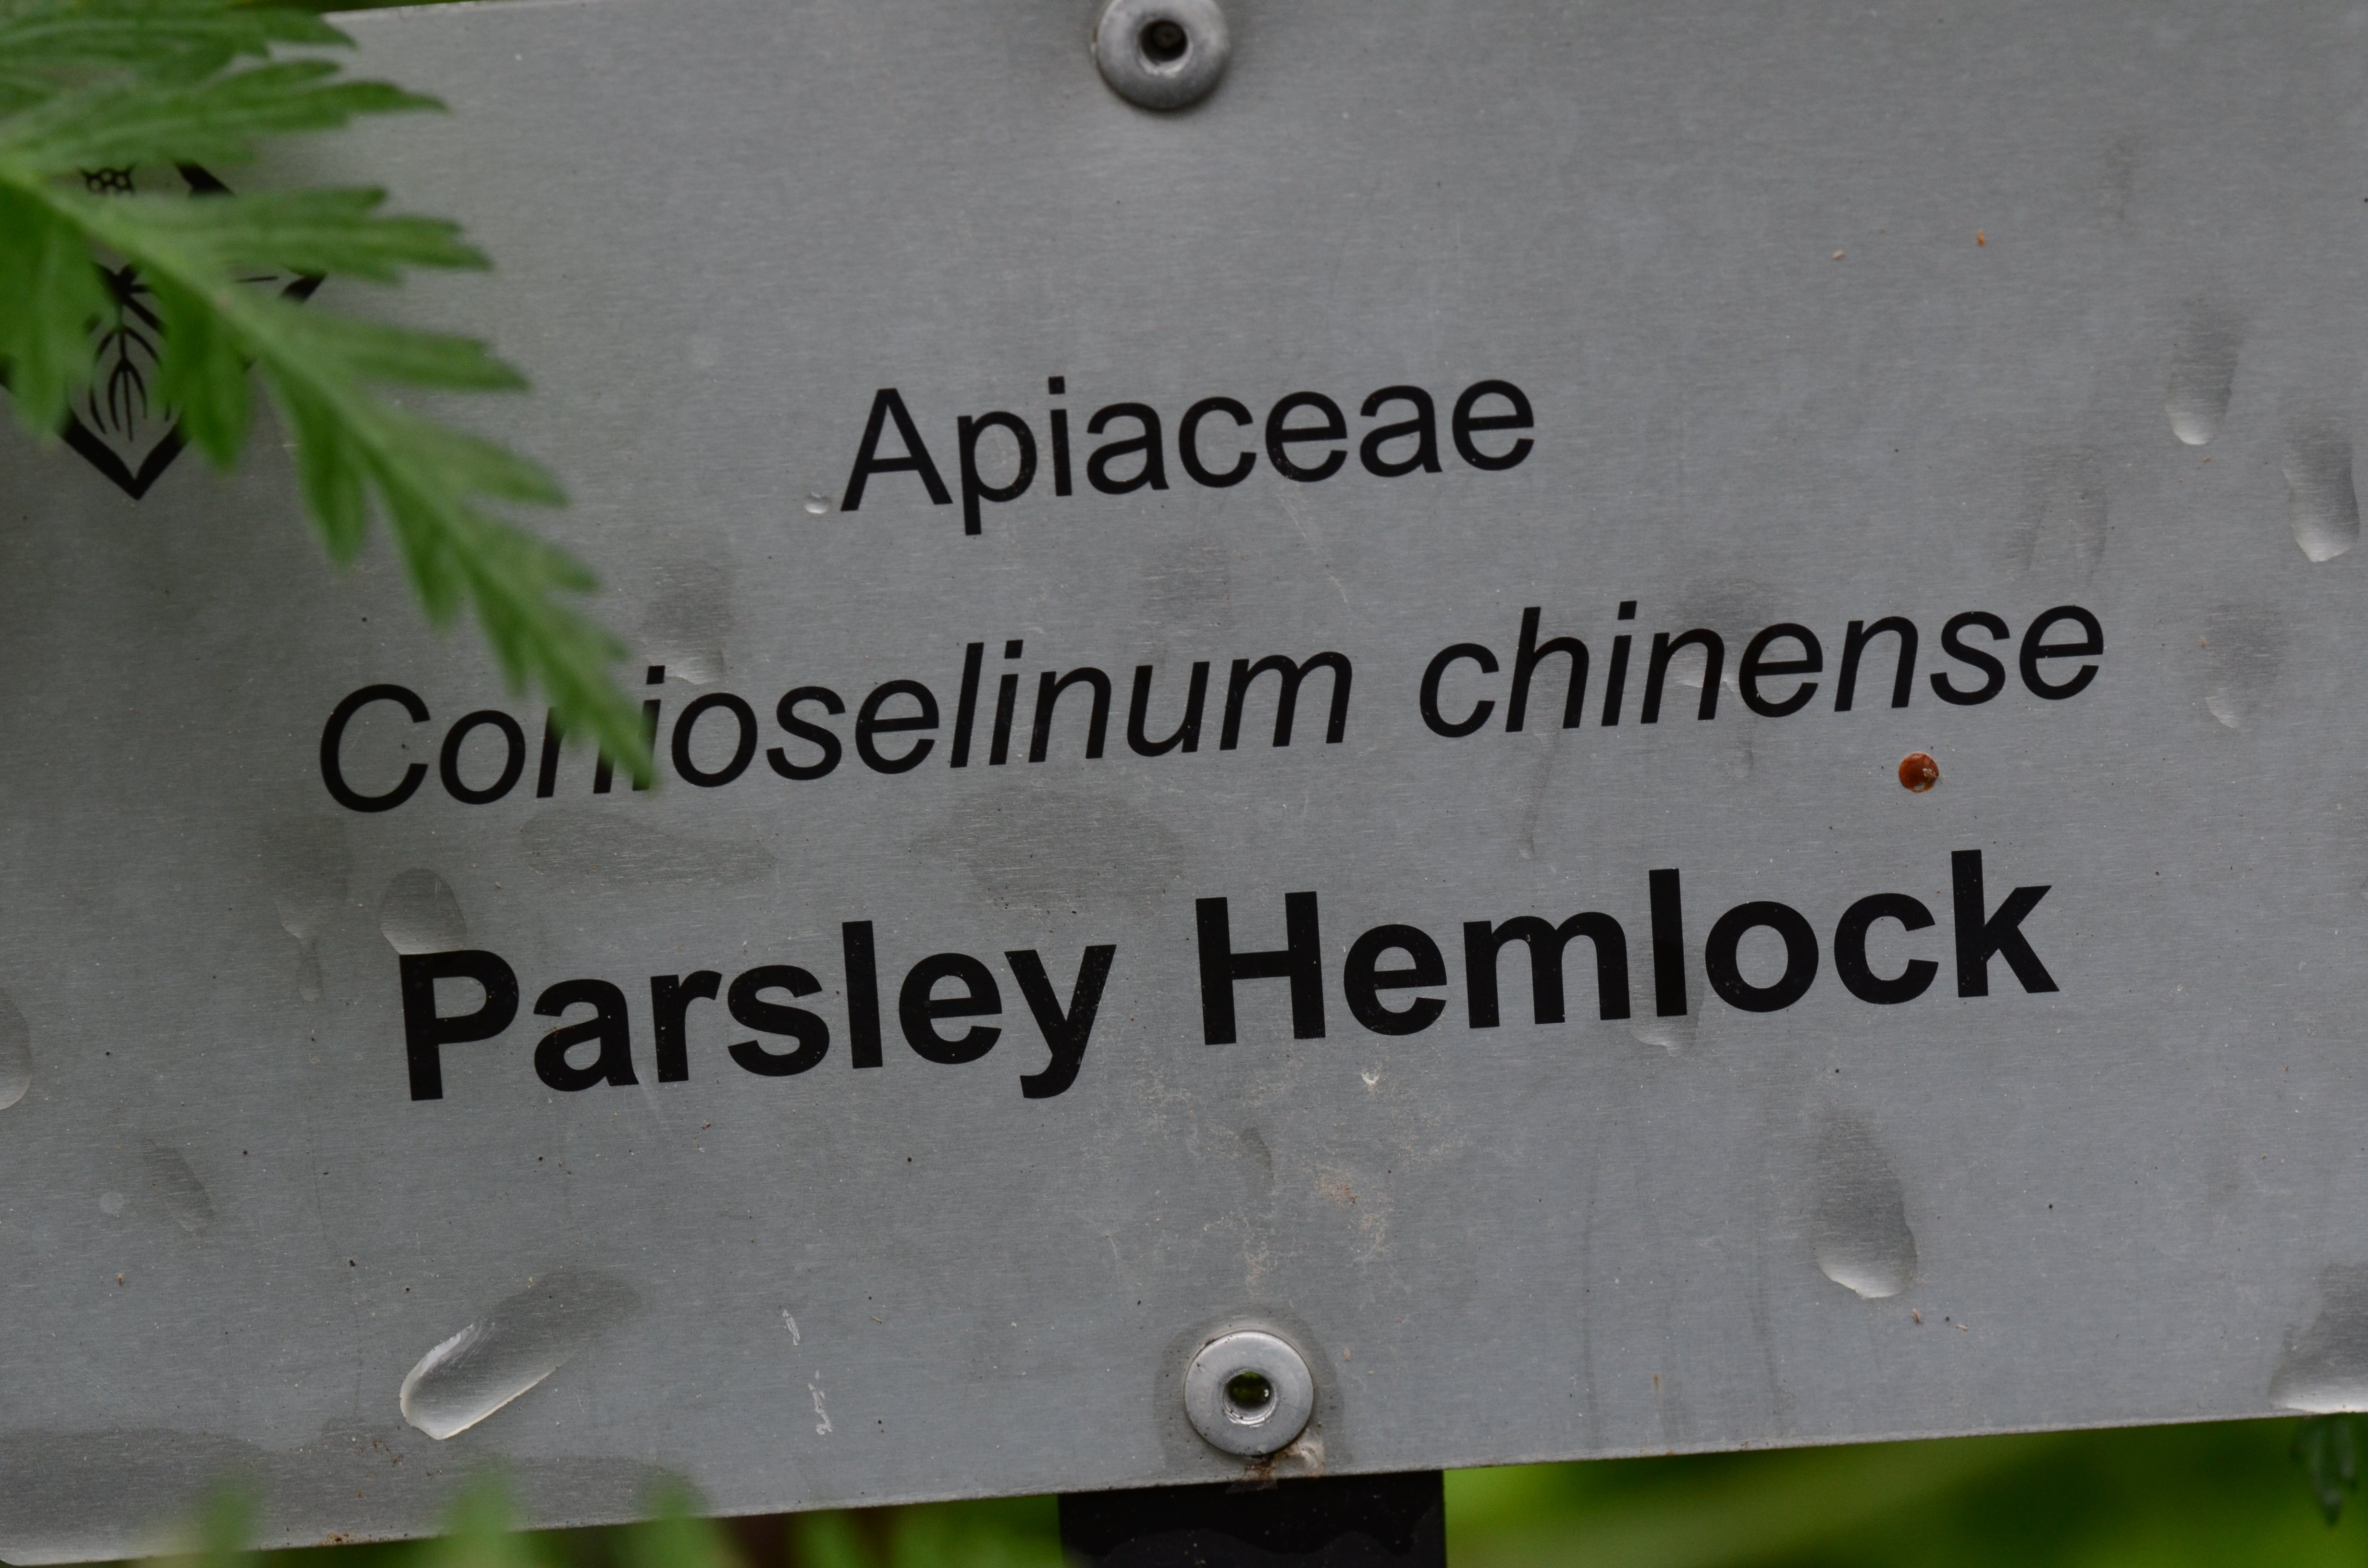 Apiaceae
Conioselinum chinense
Parsley Hemlock